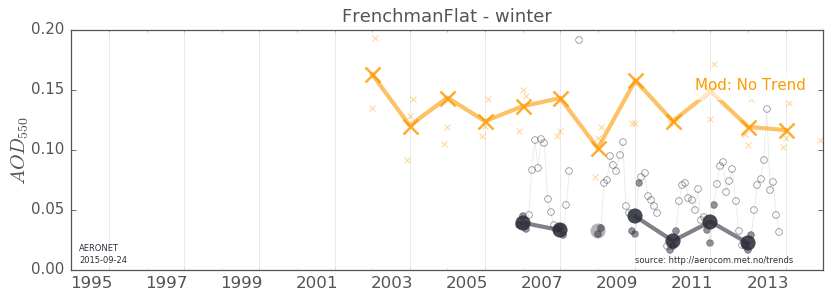 FrenchmanFlat - winter
0.20
0.15
0.10
0.05
0.00
AOD550
Mod: No Trend
AERONET
2015-09-24
source: http://aerocom.met.no/trends
1995 1997 1999 2001 2003 2005 2007 2009 2011 2013